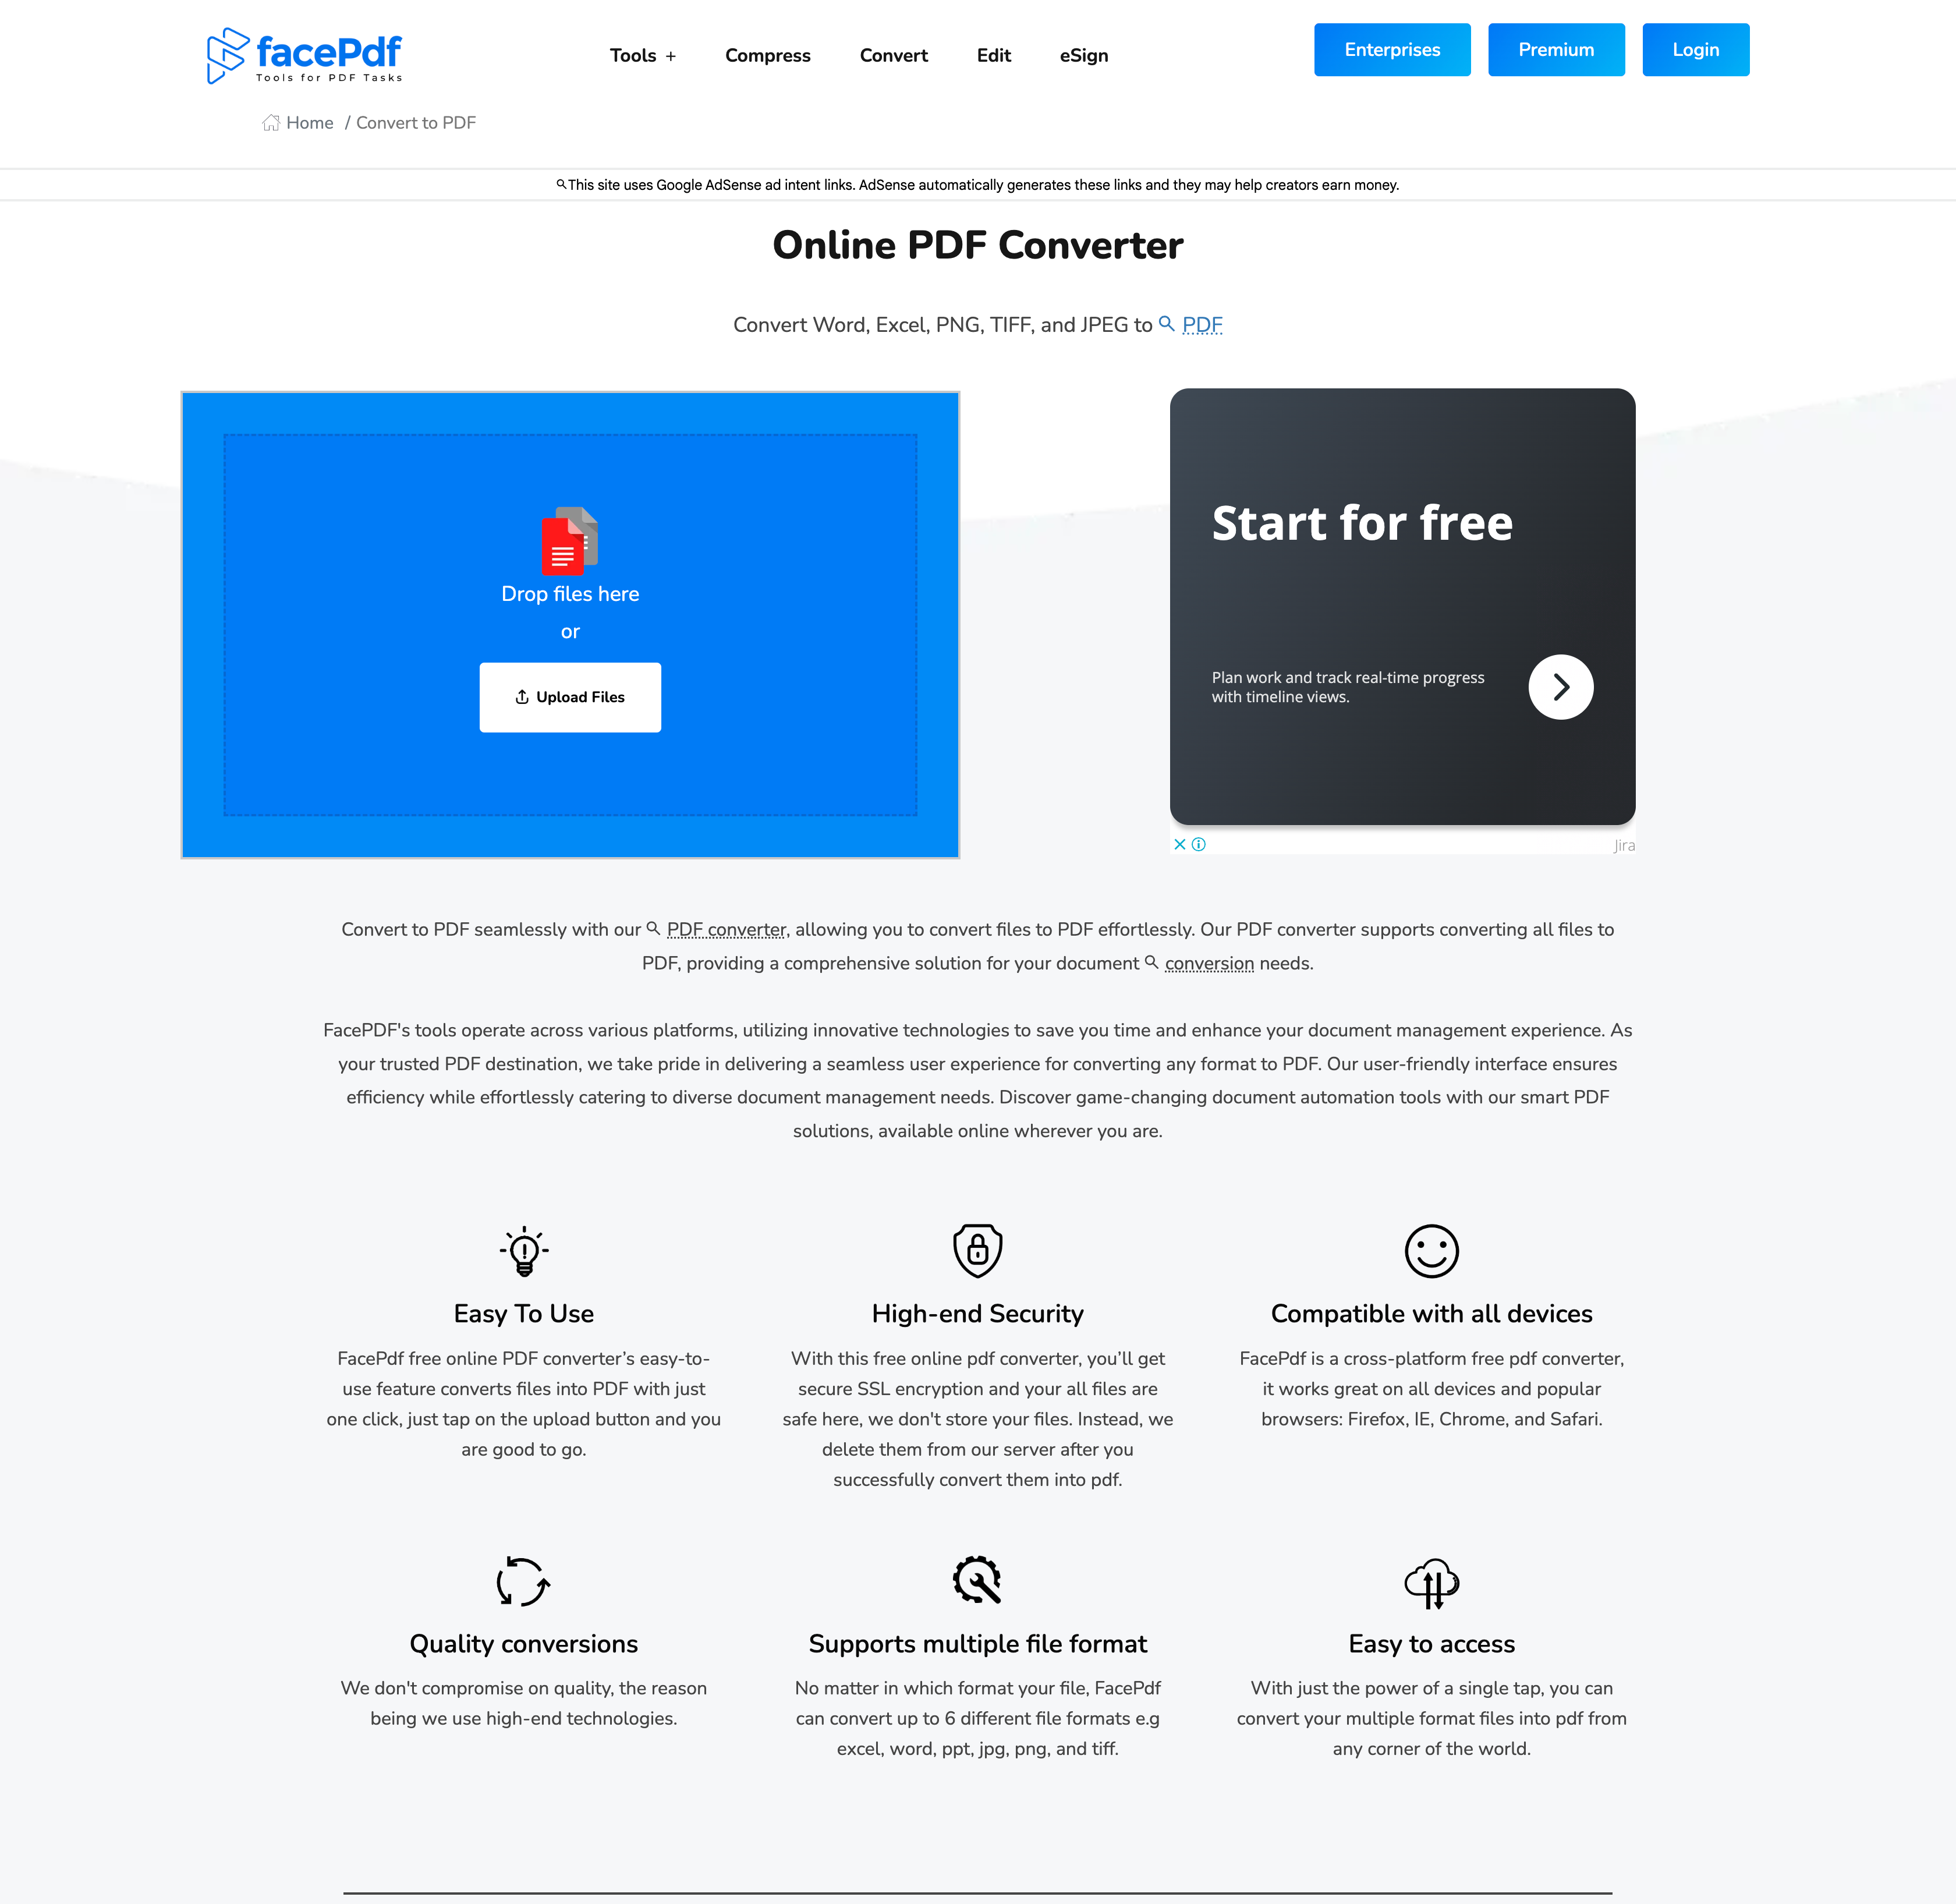 facePdf
Tools for PDF Tasks
Tools +
Compress
Convert
Edit
eSign
Enterprises
Premium
Login
Home / Convert to PDF
This site uses Google AdSense ad intent links. AdSense automatically generates these links and they may help creators earn money.
Online PDF Converter
Convert Word, Excel, PNG, TIFF, and JPEG to PDF
Drop files here
or
Upload Files
Start for free
Plan work and track real-time progress
with timeline views.
Jira
Convert to PDF seamlessly with our PDF converter, allowing you to convert files to PDF effortlessly. Our PDF converter supports converting all files to
PDF, providing a comprehensive solution for your document conversion needs.
FacePDF's tools operate across various platforms, utilizing innovative technologies to save you time and enhance your document management experience. As
your trusted PDF destination, we take pride in delivering a seamless user experience for converting any format to PDF. Our user-friendly interface ensures
efficiency while effortlessly catering to diverse document management needs. Discover game-changing document automation tools with our smart PDF
solutions, available online wherever you are.
Easy To Use
FacePdf free online PDF converter’s easy-to-
use feature converts files into PDF with just
one click, just tap on the upload button and you
are good to go.
High-end Security
With this free online pdf converter, you’ll get
secure SSL encryption and your all files are
safe here, we don't store your files. Instead, we
delete them from our server after you
successfully convert them into pdf.
Compatible with all devices
FacePdf is a cross-platform free pdf converter,
it works great on all devices and popular
browsers: Firefox, IE, Chrome, and Safari.
Quality conversions
We don't compromise on quality, the reason
being we use high-end technologies.
Supports multiple file format
No matter in which format your file, FacePdf
can convert up to 6 different file formats e.g
excel, word, ppt, jpg, png, and tiff.
Easy to access
With just the power of a single tap, you can
convert your multiple format files into pdf from
any corner of the world.